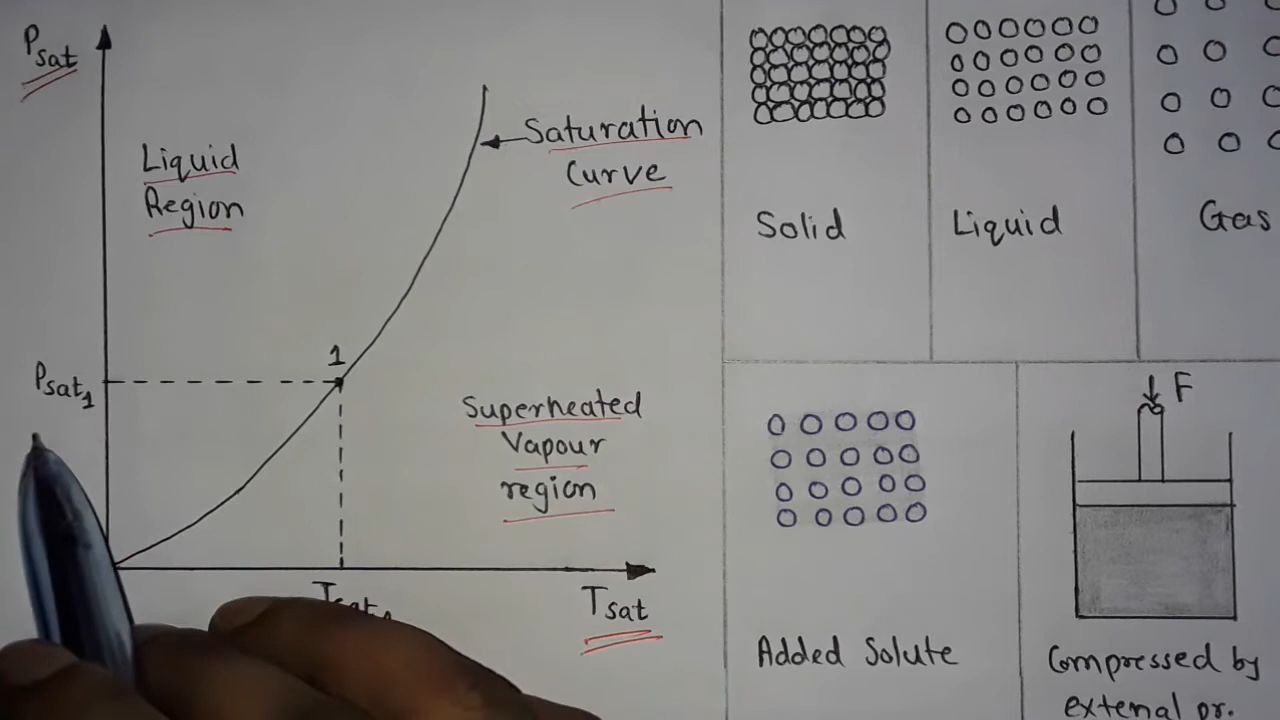 Psat
Liquid
Region
Saturation
Curve
1
Psat1
Superheated
Vapour
region
Tsat1
Tsat
Solid
Liquid
Gas
F
Added Solute
Compressed by
external pr.